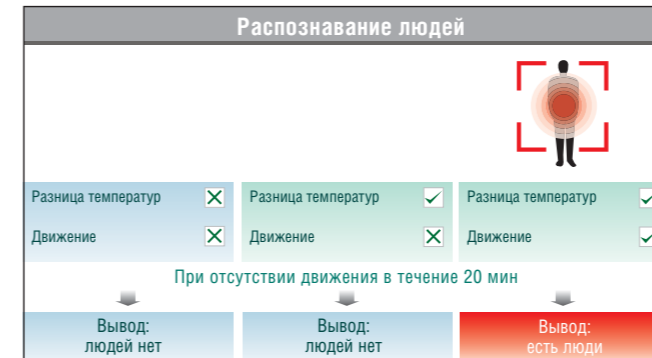 Распознавание людей
Разница температур
Движение
Разница температур
Движение
Разница температур
Движение
При отсутствии движения в течение 20 мин
Вывод:
людей нет
Вывод:
людей нет
Вывод:
есть люди